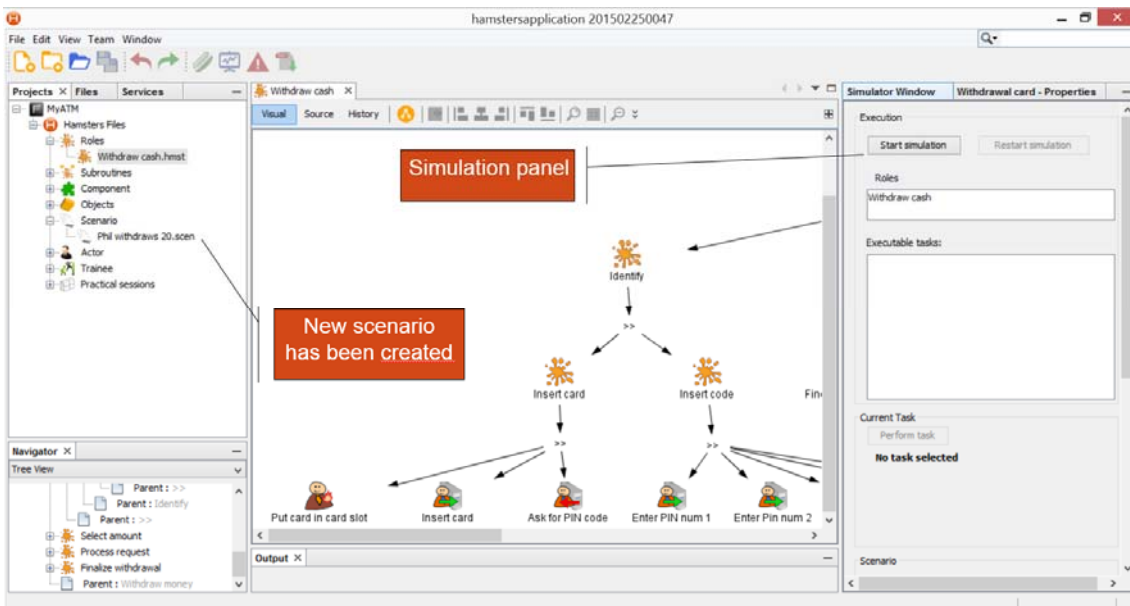 hamstersapplication 201502250047
File Edit View Team Window
Projects Files Services
MyATM
Hamsters Files
Roles
Withdraw cash.hmst
Subroutines
Component
Objects
Scenario
Phil withdraws 20.scen
Actor
Trainee
Practical sessions
Navigator
Tree View
Parent : >>
Parent : Identify
Parent : >>
Select amount
Process request
Finalize withdrawal
Parent : Withdraw money
Withdraw cash
Visual Source History
Simulation panel
Identify
>>
New scenario
has been created
Insert card Insert code Fin
>> >>
Put card in card slot Insert card Ask for PIN code Enter PIN num 1 Enter Pin num 2
Output
Simulator Window Withdrawal card - Properties
Execution
Start simulation Restart simulation
Roles
Withdraw cash
Executable tasks:
Current Task
Perform task
No task selected
Scenario